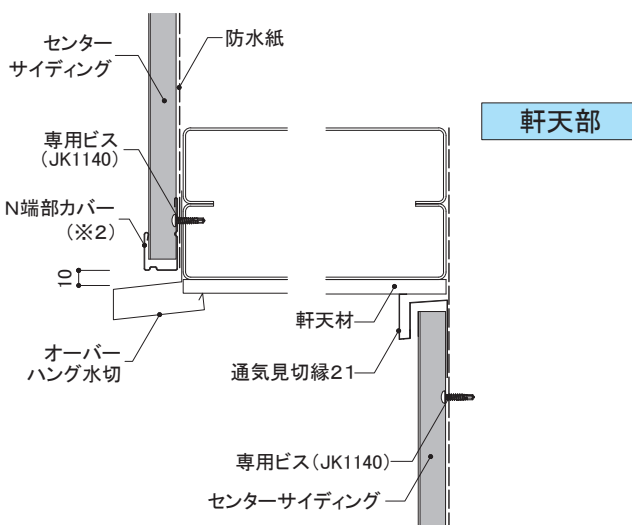 センター
サイディング
防水紙
軒天部
専用ビス
(JK1140)
N端部カバー
(※2)
10
軒天材
オーバー
ハング水切
通気見切縁21
専用ビス(JK1140)
センターサイディング